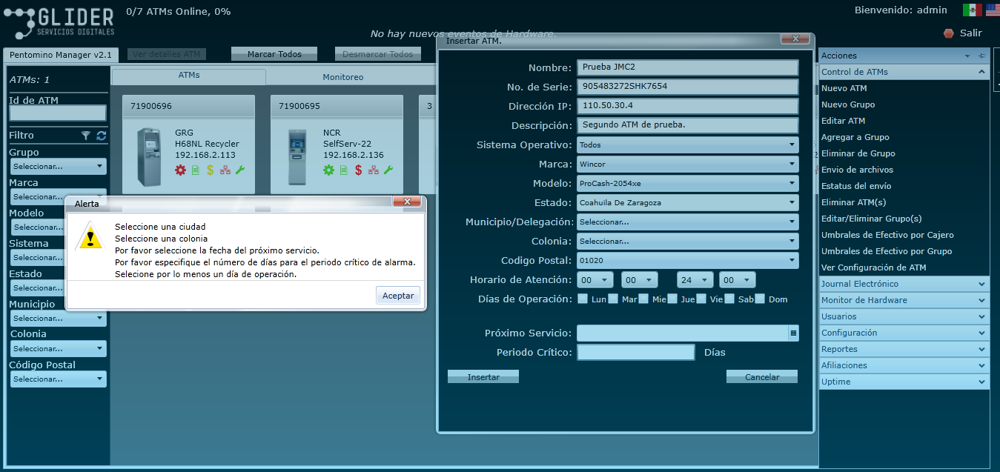 GLIDER
SERVICIOS DIGITALES
0/7 ATMs Online, 0%
Bienvenido: admin
No hay nuevos eventos de Hardware.
Salir
Pentomino Manager v2.1
Ver detalles ATM
Marcar Todos
Desmarcar Todos
ATMs: 1
Id de ATM
Filtro
Grupo
Seleccionar...
Marca
Seleccionar...
Modelo
Seleccionar...
Sistema
Seleccionar...
Estado
Seleccionar...
Municipio
Seleccionar...
Colonia
Seleccionar...
Código Postal
Seleccionar...
ATMs
Monitoreo
71900696
GRG
H68NL Recycler
192.168.2.113
71900695
NCR
SelfServ-22
192.168.2.136
3
Alerta
Seleccione una ciudad
Seleccione una colonia
Por favor seleccione la fecha del próximo servicio.
Por favor especifique el número de días para el periodo crítico de alarma.
Selecione por lo menos un día de operación.
Aceptar
Insertar ATM.
Nombre: Prueba JMC2
No. de Serie: 905483272SHK7654
Dirección IP: 110.50.30.4
Descripción: Segundo ATM de prueba.
Sistema Operativo: Todos
Marca: Wincor
Modelo: ProCash-2054xe
Estado: Coahuila De Zaragoza
Municipio/Delegación: Seleccionar...
Colonia: Seleccionar...
Codigo Postal: 01020
Horario de Atención: 00 00 24 00
Días de Operación: Lun Mar Mie Jue Vie Sab Dom
Próximo Servicio:
Periodo Crítico: Días
Insertar
Cancelar
Acciones
Control de ATMs
Nuevo ATM
Nuevo Grupo
Editar ATM
Agregar a Grupo
Eliminar de Grupo
Envio de archivos
Estatus del envío
Eliminar ATM(s)
Editar/Eliminar Grupo(s)
Umbrales de Efectivo por Cajero
Umbrales de Efectivo por Grupo
Ver Configuración de ATM
Journal Electrónico
Monitor de Hardware
Usuarios
Configuración
Reportes
Afiliaciones
Uptime